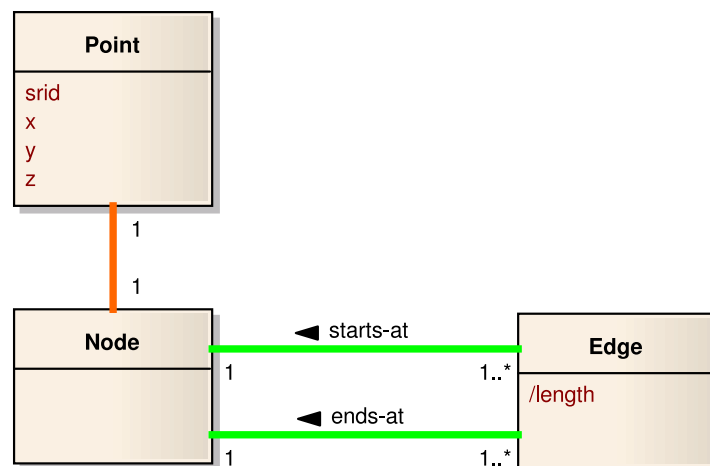 Point
srid
x
y
z
1
1
Node
starts-at
Edge
1
1..*
/length
ends-at
1
1..*